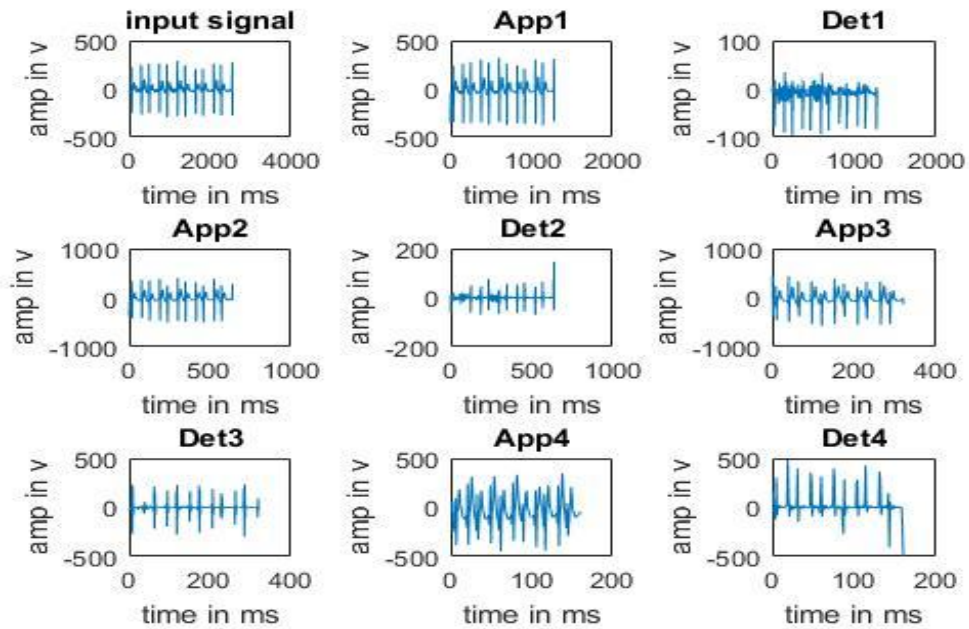 input signal
500
0
-500
0 2000 4000
amp in v
time in ms
App1
500
0
-500
0 1000 2000
amp in v
time in ms
Det1
100
0
-100
0 1000 2000
amp in v
time in ms
App2
1000
0
-1000
0 500 1000
amp in v
time in ms
Det2
200
0
-200
0 500 1000
amp in v
time in ms
App3
1000
0
-1000
0 200 400
amp in v
time in ms
Det3
500
0
-500
0 200 400
amp in v
time in ms
App4
500
0
-500
0 100 200
amp in v
time in ms
Det4
500
0
-500
0 100 200
amp in v
time in ms